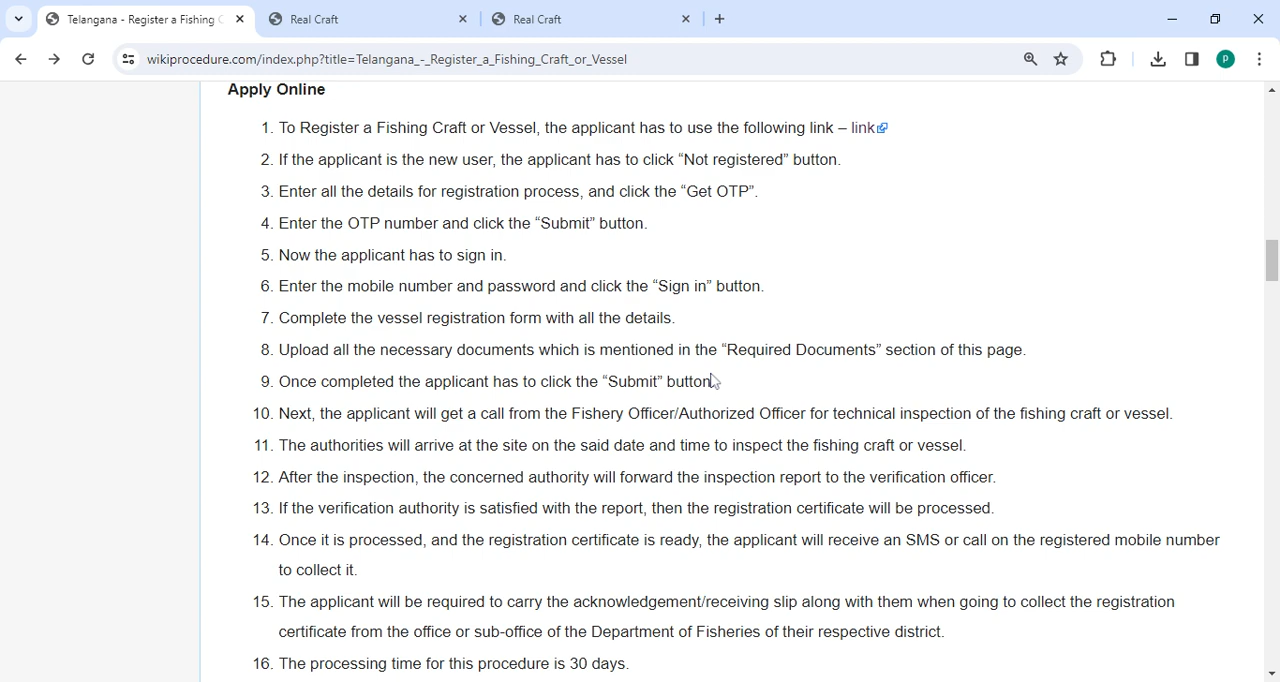 Telangana - Register a Fishing C
Real Craft
Real Craft
wikiprocedure.com/index.php?title=Telangana_-_Register_a_Fishing_Craft_or_Vessel
P
Apply Online
1. To Register a Fishing Craft or Vessel, the applicant has to use the following link – link
2. If the applicant is the new user, the applicant has to click “Not registered” button.
3. Enter all the details for registration process, and click the “Get OTP”.
4. Enter the OTP number and click the “Submit” button.
5. Now the applicant has to sign in.
6. Enter the mobile number and password and click the “Sign in” button.
7. Complete the vessel registration form with all the details.
8. Upload all the necessary documents which is mentioned in the “Required Documents” section of this page.
9. Once completed the applicant has to click the “Submit” button.
10. Next, the applicant will get a call from the Fishery Officer/Authorized Officer for technical inspection of the fishing craft or vessel.
11. The authorities will arrive at the site on the said date and time to inspect the fishing craft or vessel.
12. After the inspection, the concerned authority will forward the inspection report to the verification officer.
13. If the verification authority is satisfied with the report, then the registration certificate will be processed.
14. Once it is processed, and the registration certificate is ready, the applicant will receive an SMS or call on the registered mobile number
to collect it.
15. The applicant will be required to carry the acknowledgement/receiving slip along with them when going to collect the registration
certificate from the office or sub-office of the Department of Fisheries of their respective district.
16. The processing time for this procedure is 30 days.